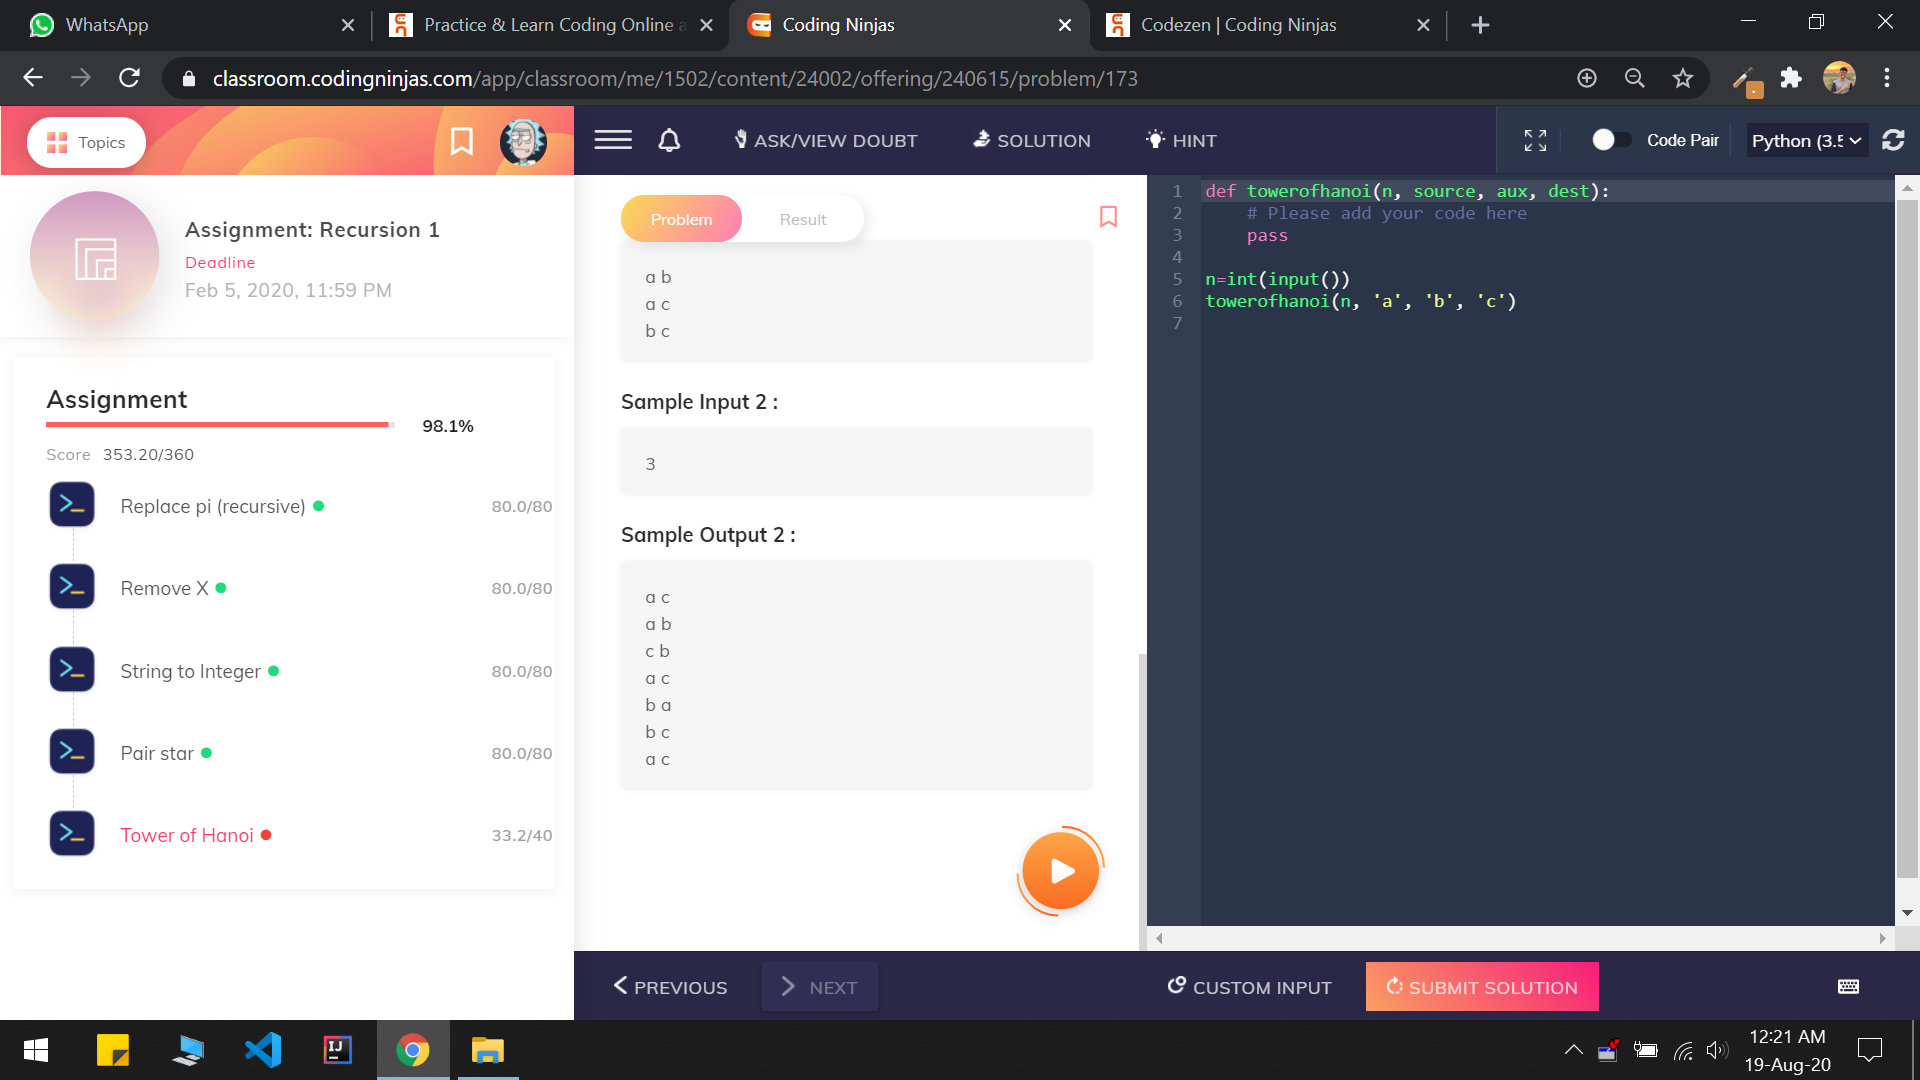 WhatsApp
Practice & Learn Coding Online a
Coding Ninjas
Codezen | Coding Ninjas
classroom.codingninjas.com/app/classroom/me/1502/content/24002/offering/240615/problem/173
Topics
ASK/VIEW DOUBT
SOLUTION
HINT
Code Pair
Python (3.5
Assignment: Recursion 1
Deadline
Feb 5, 2020, 11:59 PM
Assignment
98.1%
Score 353.20/360
Replace pi (recursive) 80.0/80
Remove X 80.0/80
String to Integer 80.0/80
Pair star 80.0/80
Tower of Hanoi 33.2/40
Problem
Result
a b
a c
b c
Sample Input 2 :
3
Sample Output 2 :
a c
a b
c b
a c
b a
b c
a c
1 def towerofhanoi(n, source, aux, dest):
2 # Please add your code here
3 pass
4
5 n=int(input())
6 towerofhanoi(n, 'a', 'b', 'c')
7
PREVIOUS
NEXT
CUSTOM INPUT
SUBMIT SOLUTION
IJ
12:21 AM
19-Aug-20